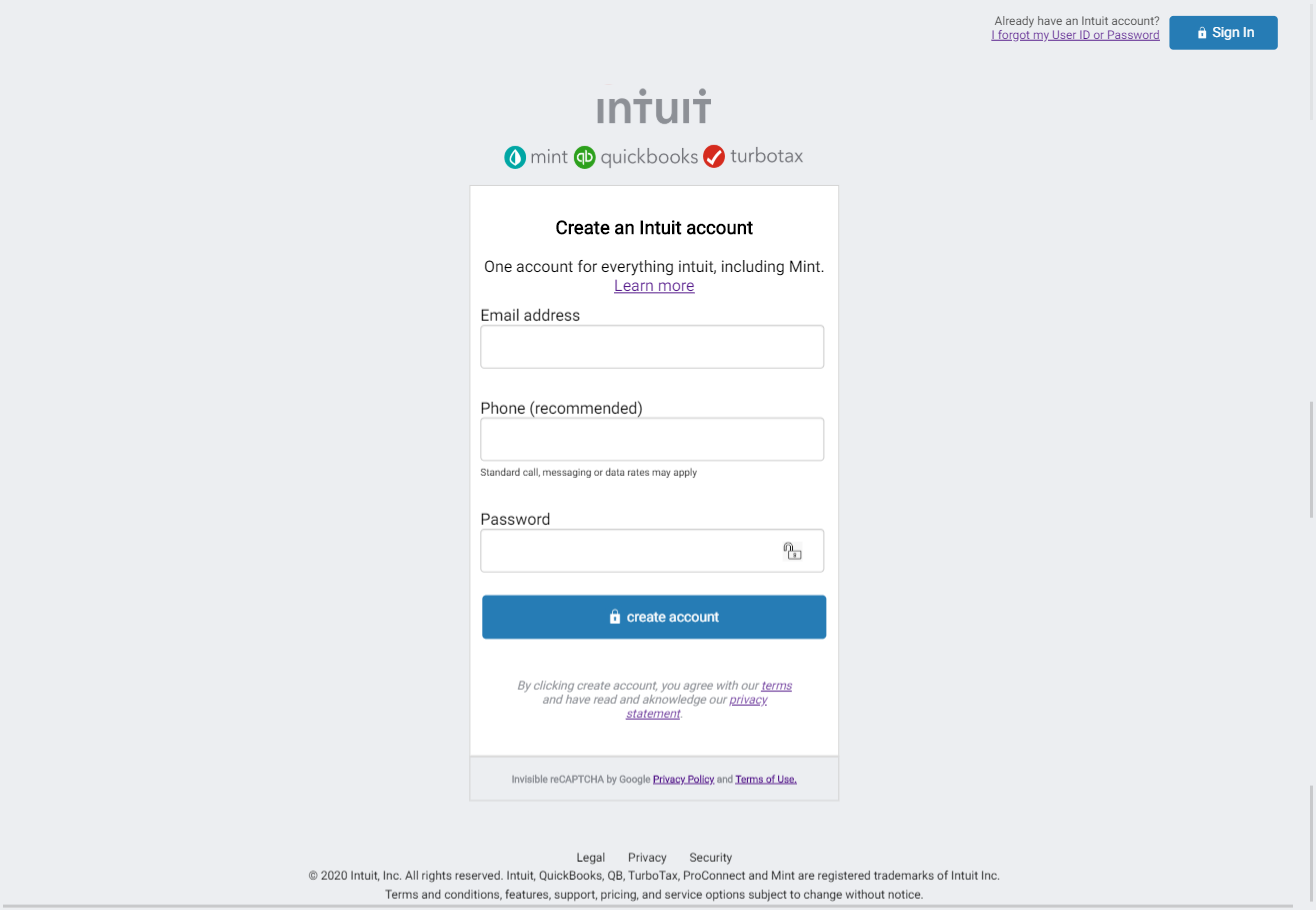 Already have an Intuit account?
I forgot my User ID or Password
Sign In
intuit
mint qb quickbooks turbotax
Create an Intuit account
One account for everything intuit, including Mint.
Learn more
Email address
Phone (recommended)
Standard call, messaging or data rates may apply
Password
create account
By clicking create account, you agree with our terms
and have read and aknowledge our privacy
statement.
Invisible reCAPTCHA by Google Privacy Policy and Terms of Use.
Legal Privacy Security
© 2020 Intuit, Inc. All rights reserved. Intuit, QuickBooks, QB, TurboTax, ProConnect and Mint are registered trademarks of Intuit Inc.
Terms and conditions, features, support, pricing, and service options subject to change without notice.